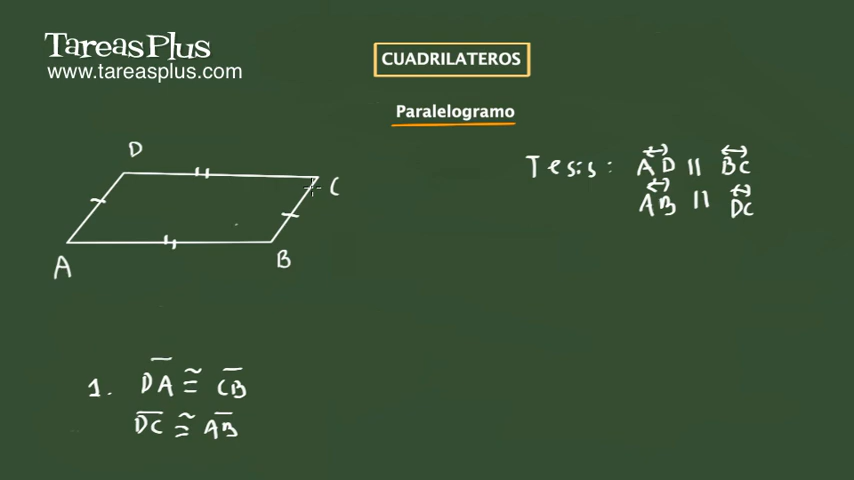 TareasPlus
www.tareasplus.com
CUADRILATEROS
Paralelogramo
D
C
A
B
Tesis: AD || BC
AB || DC
1. DA ≅ CB
DC ≅ AB